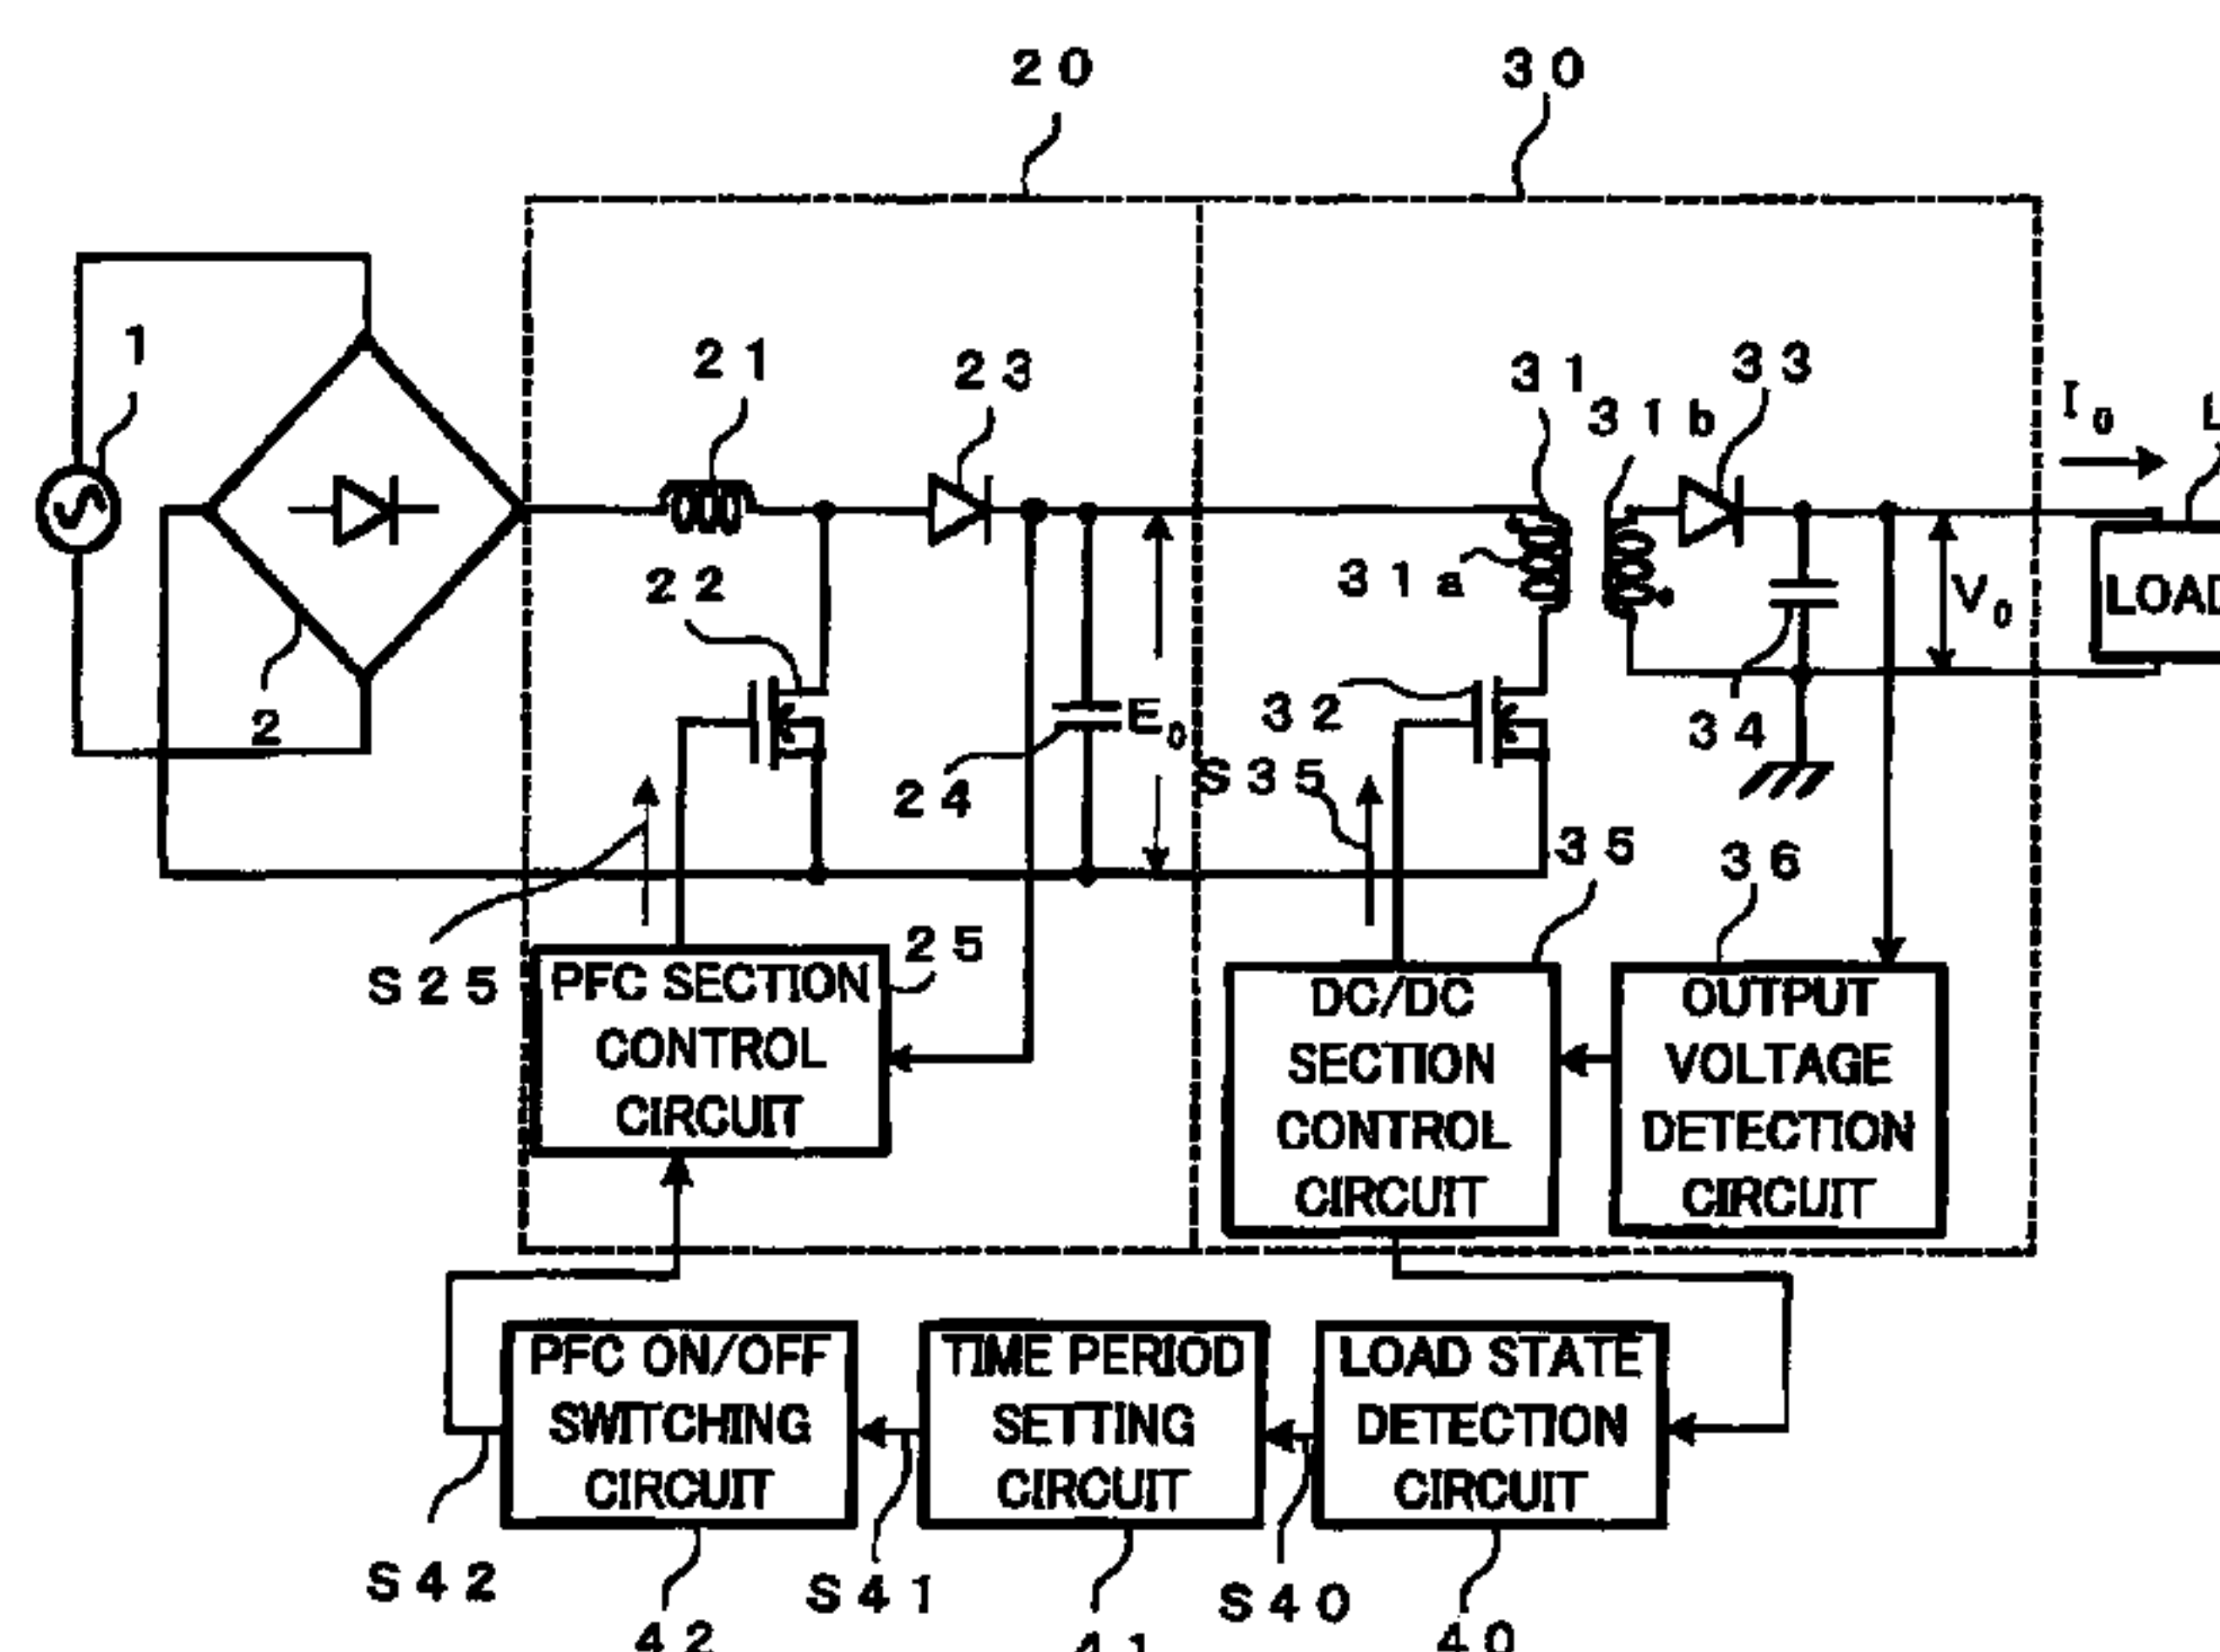 20
30
1
21
23
31
31b
33
I0
L
22
31a
LOAD
V0
2
24
E0
32
34
S35
35
36
S25
25
PFC SECTION
CONTROL
CIRCUIT
DC/DC
SECTION
CONTROL
CIRCUIT
OUTPUT
VOLTAGE
DETECTION
CIRCUIT
PFC ON/OFF
SWITCHING
CIRCUIT
TIME PERIOD
SETTING
CIRCUIT
LOAD STATE
DETECTION
CIRCUIT
S42
42
S41
41
S40
40